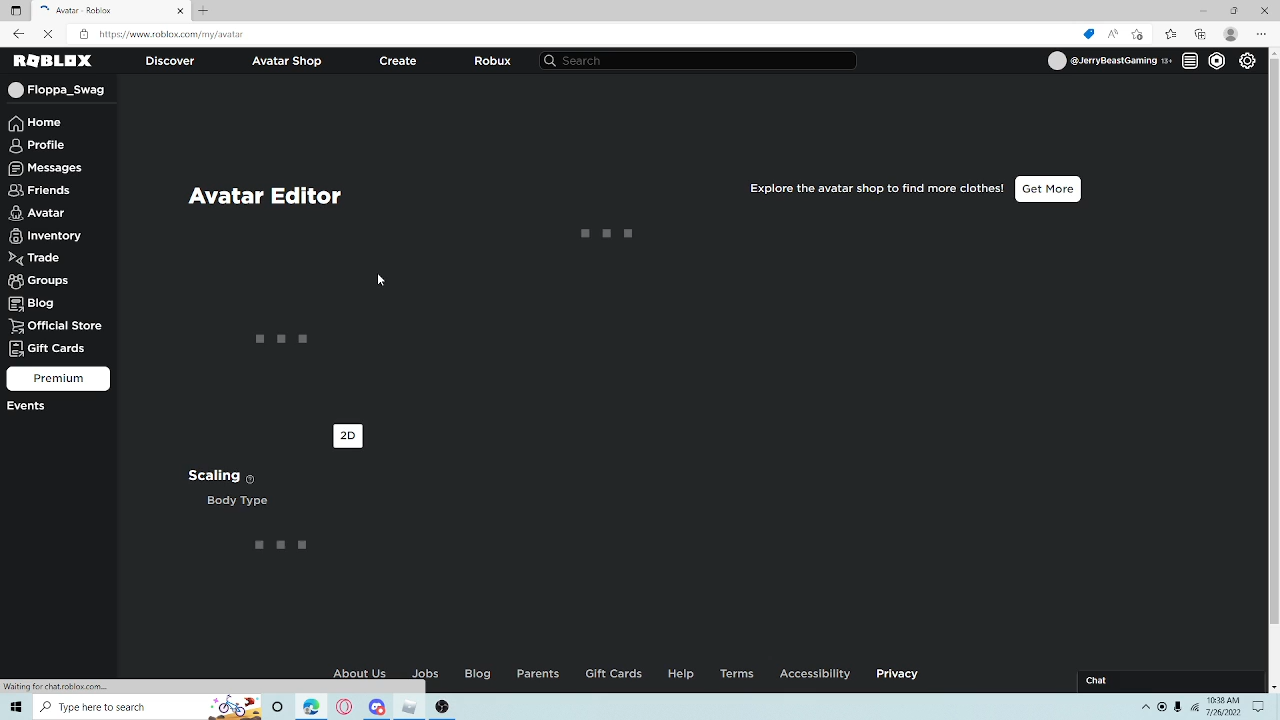 Avatar - Roblox
https://www.roblox.com/my/avatar
ROBLOX Discover Avatar Shop Create Robux Search @JerryBeastGaming 13+
Floppa_Swag
Home
Profile
Messages
Friends
Avatar
Inventory
Trade
Groups
Blog
Official Store
Gift Cards
Premium
Events
Avatar Editor
Explore the avatar shop to find more clothes! Get More
2D
Scaling
Body Type
About Us Jobs Blog Parents Gift Cards Help Terms Accessibility Privacy
Chat
Waiting for chat.roblox.com...
Type here to search
10:38 AM
7/26/2022